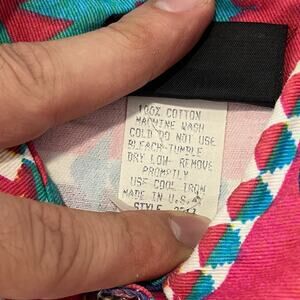 100% COTTON
MACHINE WASH
COLD DO NOT USE
BLEACH-TUMBLE
DRY LOW- REMOVE
PROMPTLY
USE COOL IRON
MADE IN U.S.A
STYLE